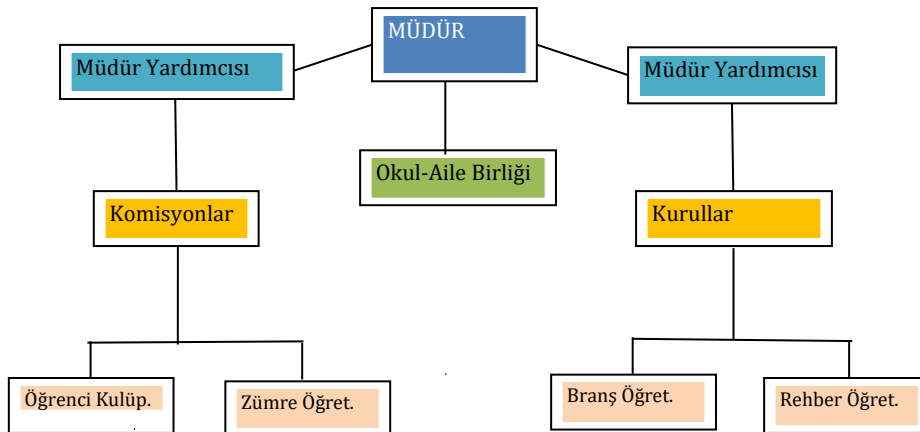 MÜDÜR
Müdür Yardımcısı
Müdür Yardımcısı
Okul-Aile Birliği
Komisyonlar
Kurullar
Öğrenci Kulüp.
Zümre Öğret.
Branş Öğret.
Rehber Öğret.